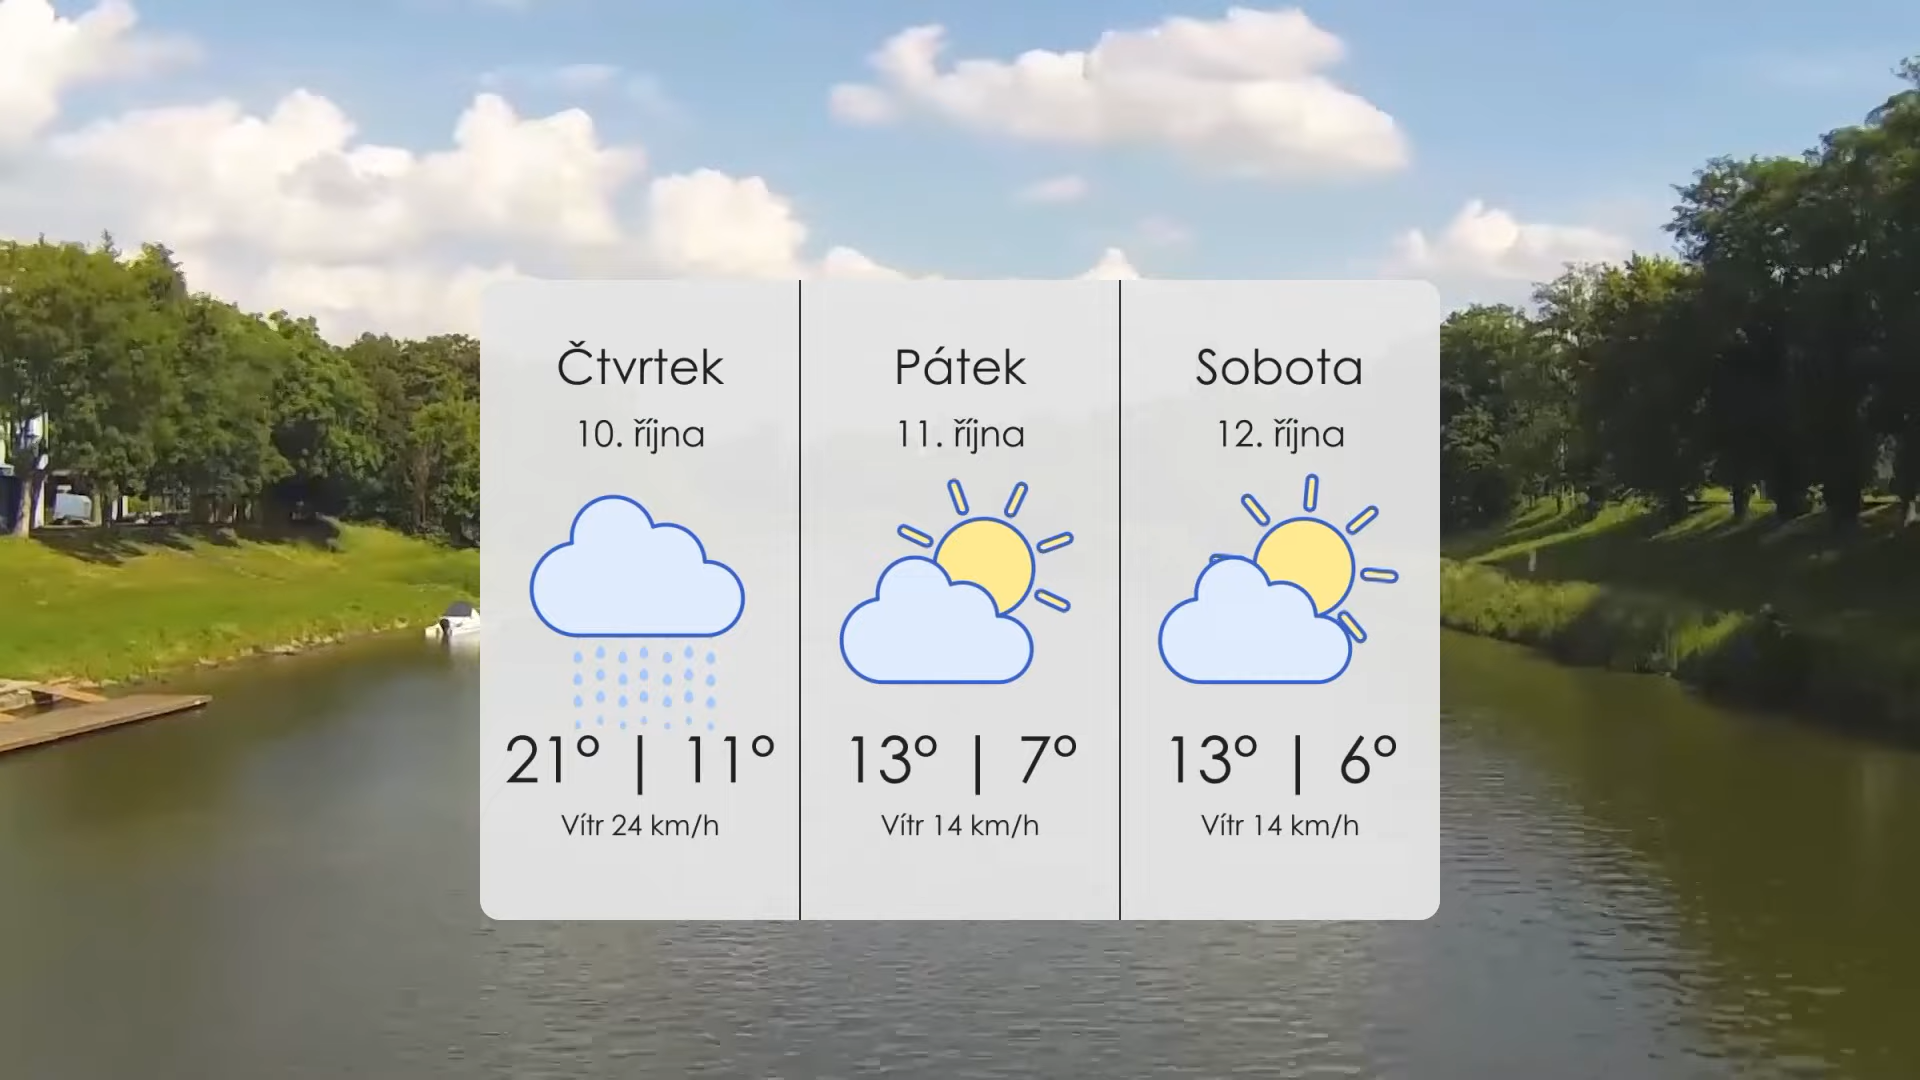 Čtvrtek
10. října
21° | 11°
Vítr 24 km/h
Pátek
11. října
13° | 7°
Vítr 14 km/h
Sobota
12. října
13° | 6°
Vítr 14 km/h